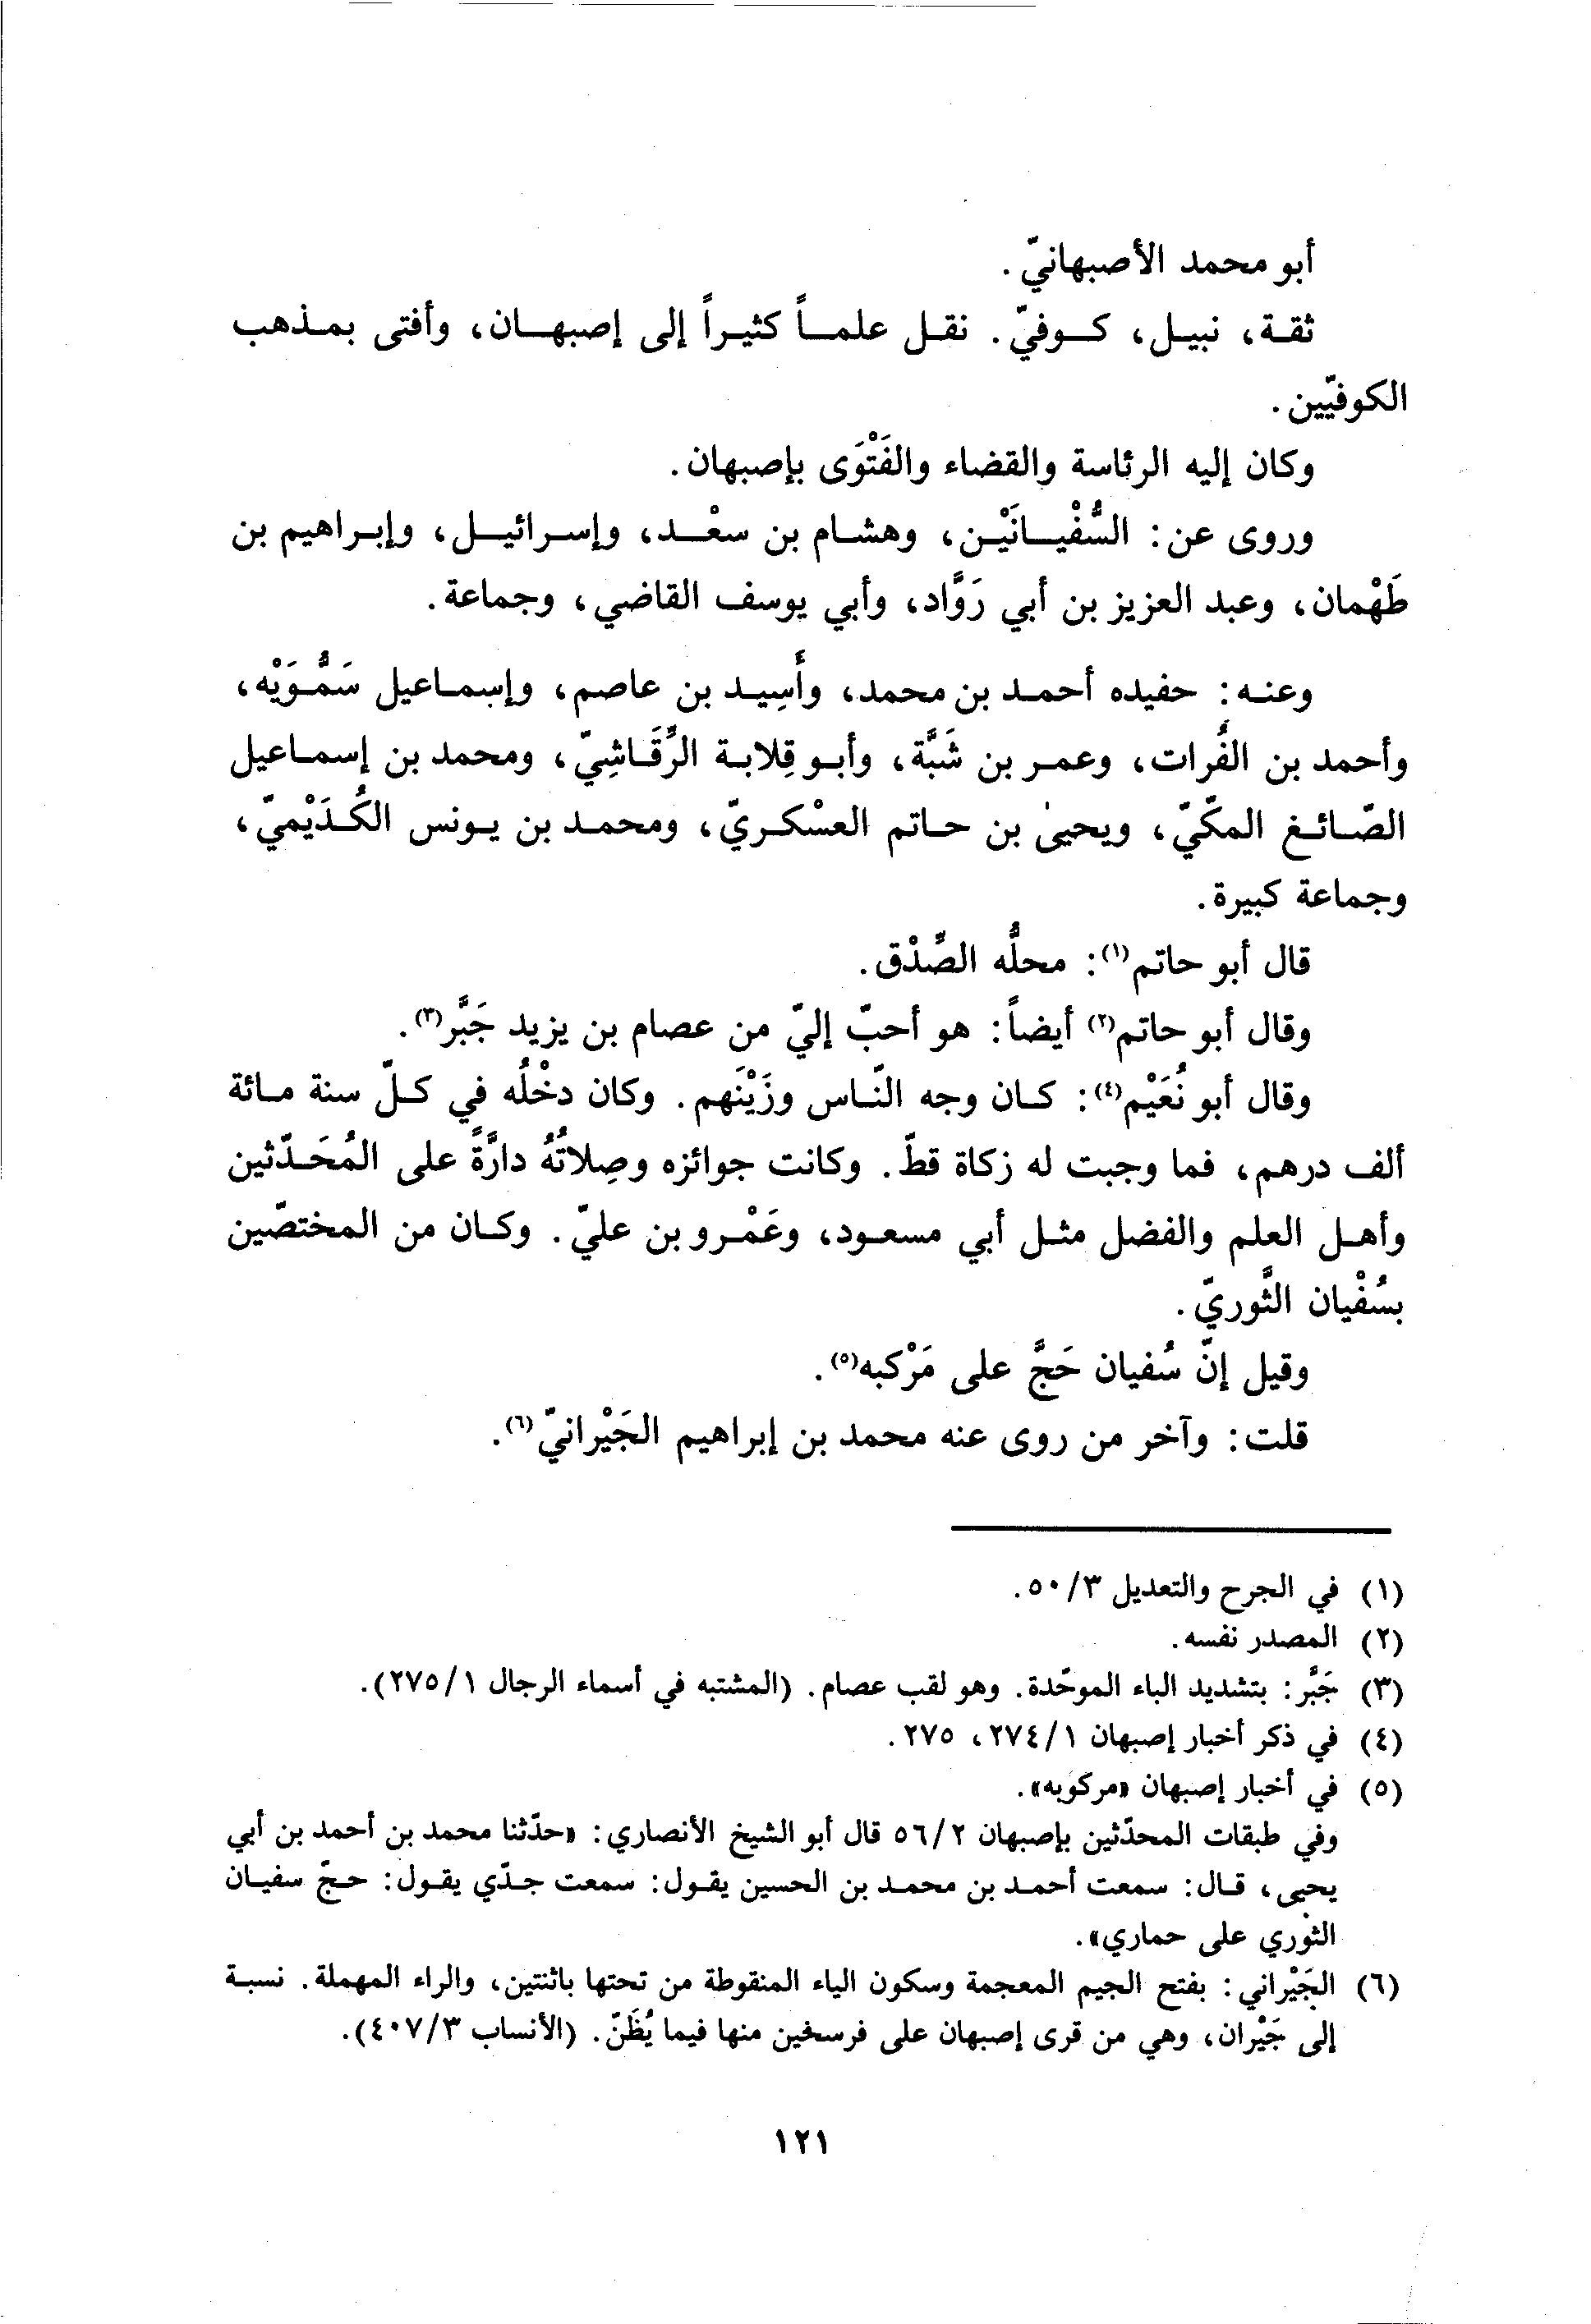 أبو محمد الأصبهانيّ.
ثقة، نبيل، كوفيّ. نقل علماً كثيراً إلى إصبهان، وأفتى بمذهب
الكوفيّين.
وكان إليه الرئاسة والقضاء والفَتْوَى بإصبهان.
وروى عن: السُّفْيانَيْن، وهشام بن سعْد، وإسرائيل، وإبراهيم بن
طَهْمان، وعبد العزيز بن أبي رَوَّاد، وأبي يوسف القاضي، وجماعة.
وعنه: حفيده أحمد بن محمد، وأُسِيد بن عاصم، وإسماعيل سَمُّوَيْه،
وأحمد بن الفُرات، وعمر بن شَبَّة، وأبو قِلابة الرَّقَاشِيّ، ومحمد بن إسماعيل
الصّائغ المكّيّ، ويحيىٰ بن حاتم العسْكريّ، ومحمد بن يونس الكُدَيْميّ،
وجماعة كبيرة.
قال أبو حاتم(١): محلُّه الصِّدْق.
وقال أبو حاتم(٢) أيضاً: هو أحبّ إليّ من عصام بن يزيد جَبَّر(٣).
وقال أبو نُعَيْم(٤): كان وجه النّاس وزَيْنَهم. وكان دخْلُه في كلّ سنة مائة
ألف درهم، فما وجبت له زكاة قطّ. وكانت جوائزه وصِلاتُهُ دارَّةً على المُحَدّثين
وأهل العلم والفضل مثل أبي مسعود، وعَمْرو بن عليّ. وكان من المختصّين
بسُفْيان الثَّوريّ.
وقيل إنّ سُفيان حَجَّ على مَرْكبه(٥).
قلت: وآخر من روى عنه محمد بن إبراهيم الجَيْرانيّ(٦).
(١) في الجرح والتعديل ٣/٥٠.
(٢) المصدر نفسه.
(٣) جَبَّر: بتشديد الباء الموحّدة. وهو لقب عصام. (المشتبه في أسماء الرجال ١/٢٧٥).
(٤) في ذكر أخبار إصبهان ١/٢٧٤، ٢٧٥.
(٥) في أخبار إصبهان «مركوبه».
وفي طبقات المحدّثين بإصبهان ٢/٥٦ قال أبو الشيخ الأنصاري: «حدّثنا محمد بن أحمد بن أبي
يحيى، قال: سمعت أحمد بن محمد بن الحسين يقول: سمعت جدّي يقول: حجّ سفيان
الثوري على حماري».
(٦) الجَيْراني: بفتح الجيم المعجمة وسكون الياء المنقوطة من تحتها باثنتين، والراء المهملة. نسبة
إلى جَيْران، وهي من قرى إصبهان على فرسخين منها فيما يُظَنّ. (الأنساب ٣/٤٠٧).
١٢١